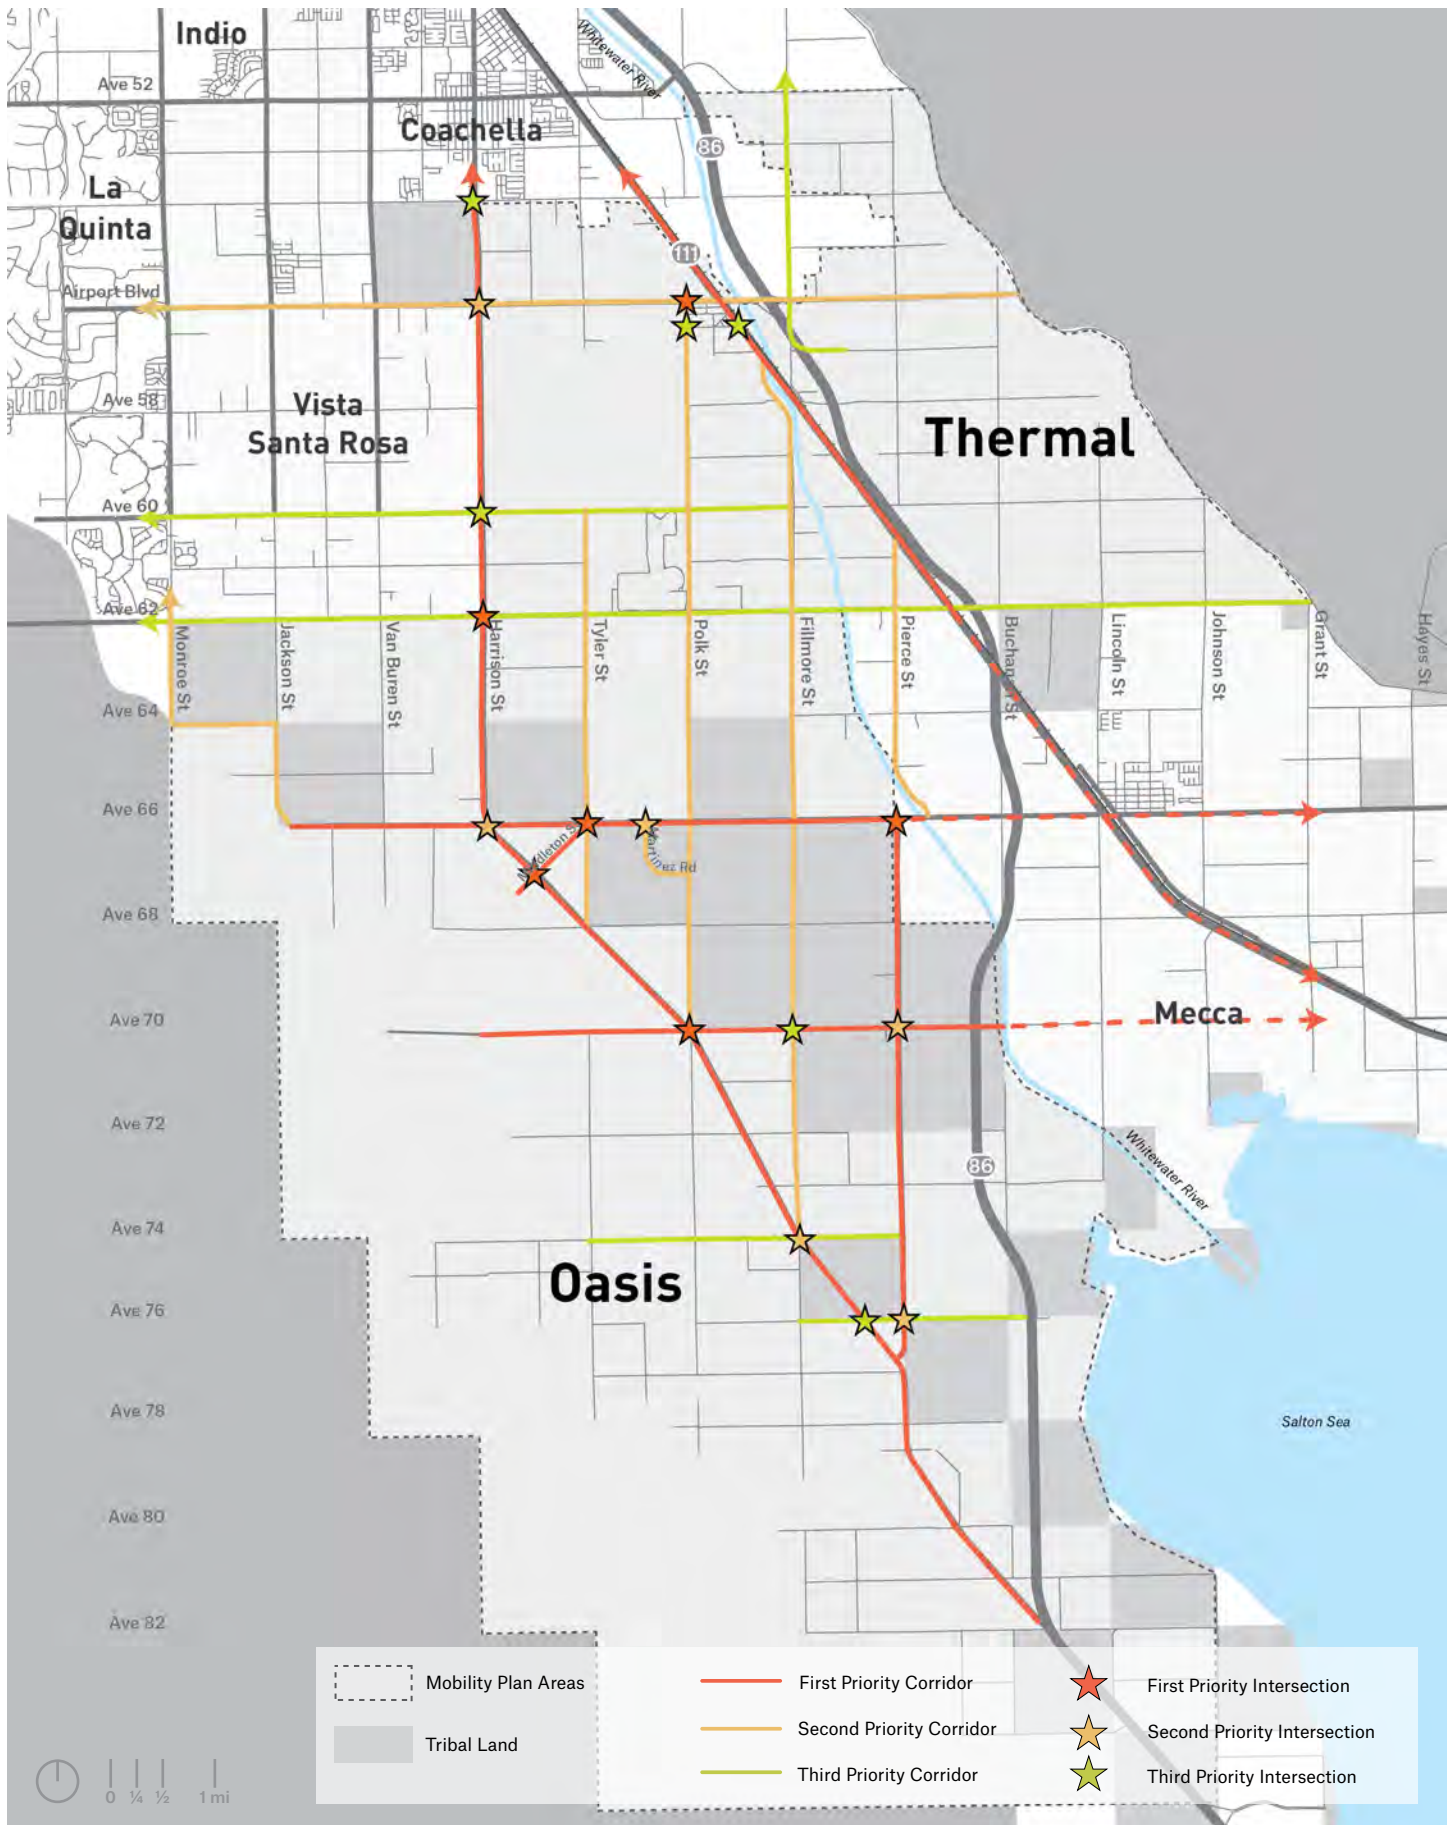 Indio
Whitewater River
Ave 52
Coachella
86
La
Quinta
111
Airport Blvd
Ave 58
Vista
Santa Rosa
Thermal
Ave 60
Ave 62
Monroe St
Jackson St
Van Buren St
Harrison St
Tyler St
Polk St
Fillmore St
Pierce St
Lincoln St
Johnson St
Grant St
Hayes St
Ave 64
Ave 66
Martinez Rd
Ave 68
Ave 70
Mecca
Ave 72
Whitewater River
86
Ave 74
Oasis
Ave 76
Ave 78
Salton Sea
Ave 80
Ave 82
Mobility Plan Areas
Tribal Land
First Priority Corridor
Second Priority Corridor
Third Priority Corridor
First Priority Intersection
Second Priority Intersection
Third Priority Intersection
0 ¼ ½ 1 mi